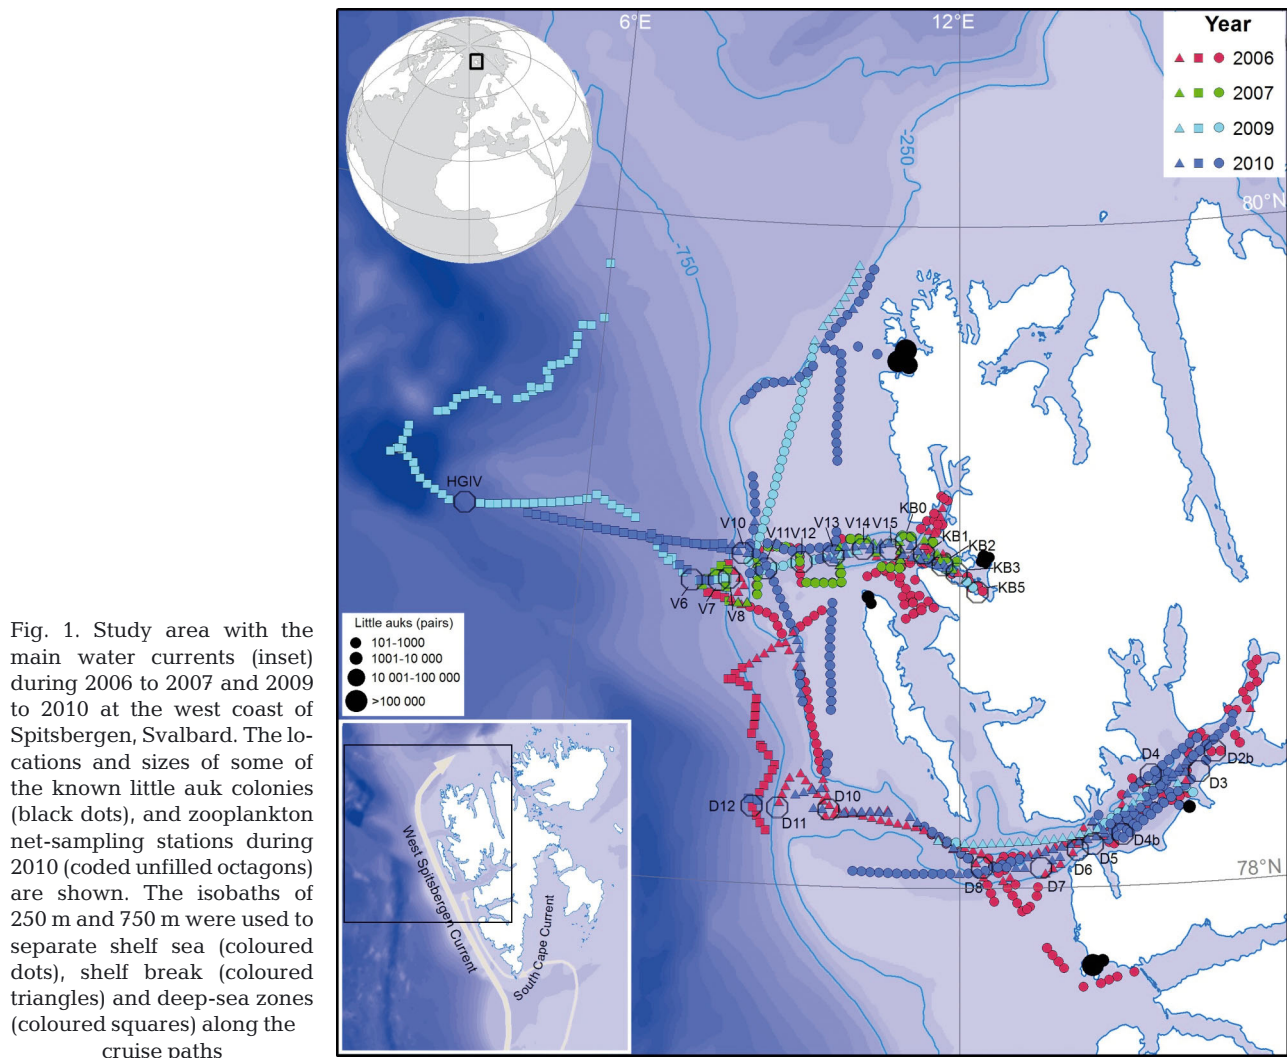 Fig. 1. Study area with the
main water currents (inset)
during 2006 to 2007 and 2009
to 2010 at the west coast of
Spitsbergen, Svalbard. The lo-
cations and sizes of some of
the known little auk colonies
(black dots), and zooplankton
net-sampling stations during
2010 (coded unfilled octagons)
are shown. The isobaths of
250 m and 750 m were used to
separate shelf sea (coloured
dots), shelf break (coloured
triangles) and deep-sea zones
(coloured squares) along the
cruise paths
6°E
12°E
Year
2006
2007
2009
2010
-250
80°N
-750
HGIV
V10
V11
V12
V13
V14
V15
KB0
KB1
KB2
KB3
KB5
V6
V7
V8
Little auks (pairs)
101-1000
1001-10 000
10 001-100 000
>100 000
D12
D11
D10
D4
D2b
D3
D4b
D5
D6
D7
D8
78°N
West Spitsbergen Current
South Cape Current